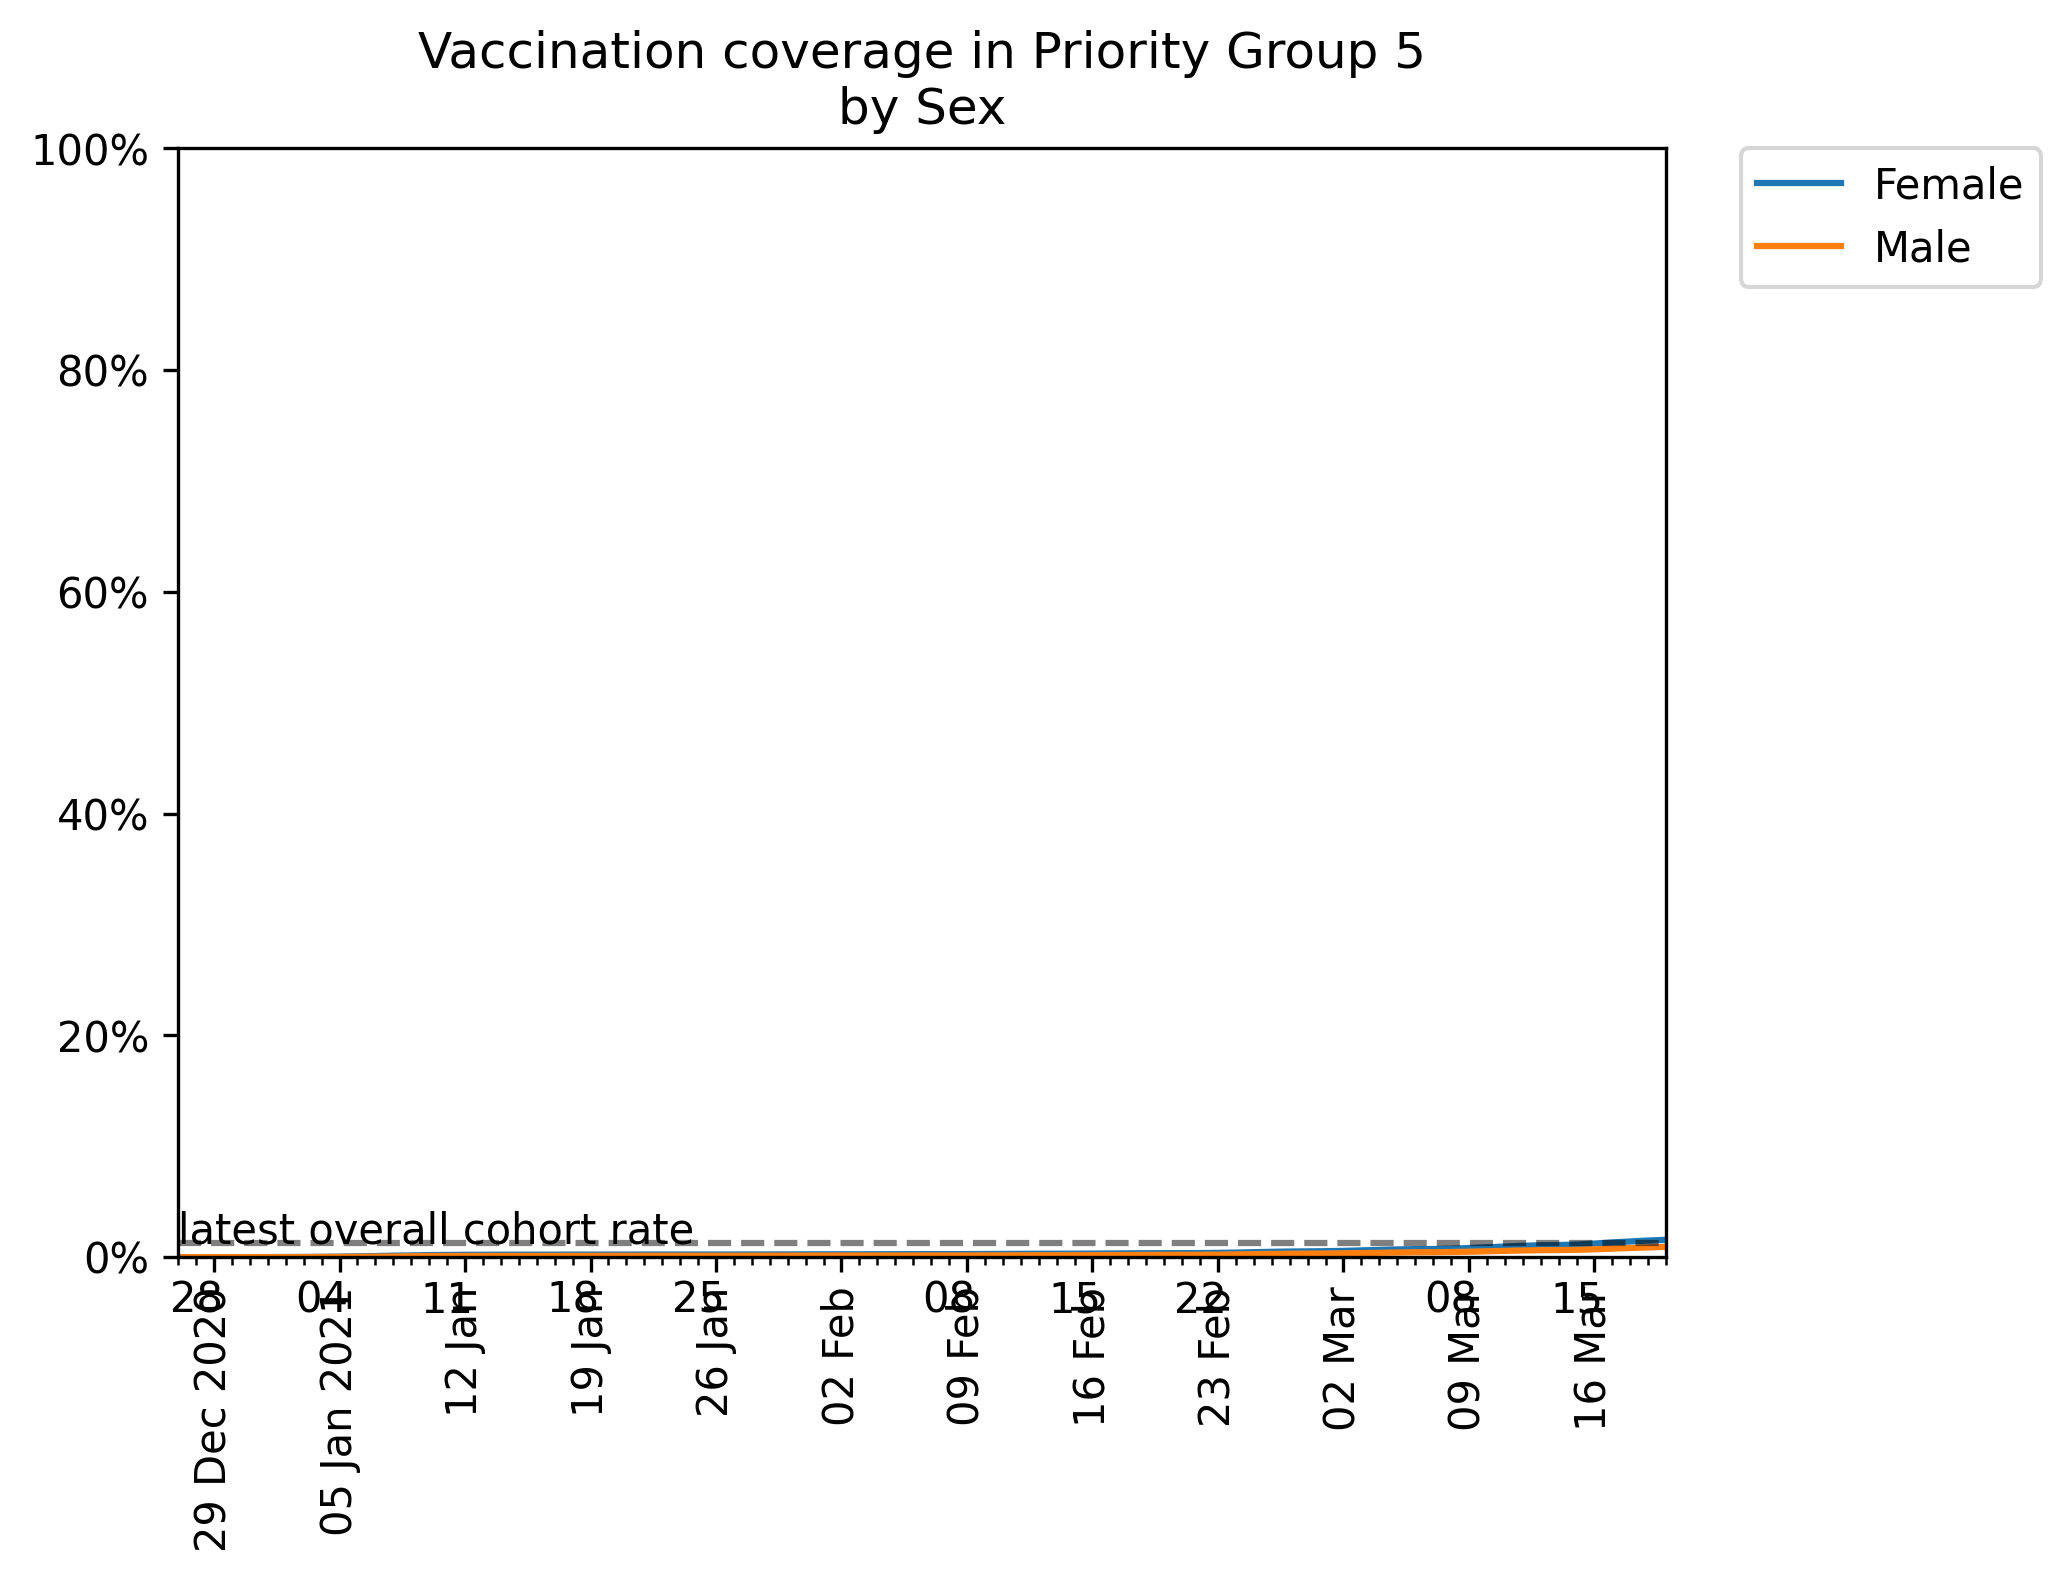 Vaccination coverage in Priority Group 5
by Sex
100%
80%
60%
40%
20%
0%
Female
Male
latest overall cohort rate
28
04
11
18
25
08
15
22
08
15
29 Dec 2020
05 Jan 2021
12 Jan
19 Jan
26 Jan
02 Feb
09 Feb
16 Feb
23 Feb
02 Mar
09 Mar
16 Mar